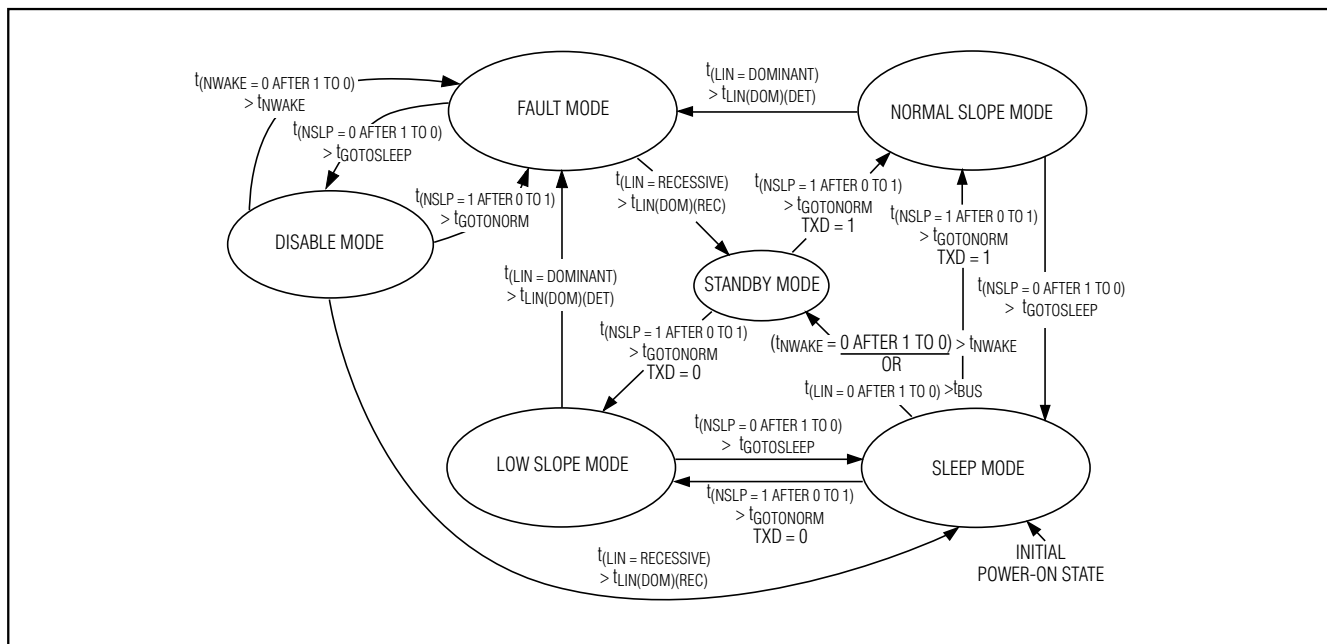 t(NWAKE = 0 AFTER 1 TO 0)
> tNWAKE
FAULT MODE
t(LIN = DOMINANT)
> tLIN(DOM)(DET)
NORMAL SLOPE MODE
t(NSLP = 0 AFTER 1 TO 0)
> tGOTOSLEEP
t(NSLP = 1 AFTER 0 TO 1)
> tGOTONORM
DISABLE MODE
t(LIN = RECESSIVE)
> tLIN(DOM)(REC)
t(NSLP = 1 AFTER 0 TO 1)
> tGOTONORM
TXD = 1
t(NSLP = 1 AFTER 0 TO 1)
> tGOTONORM
TXD = 1
t(LIN = DOMINANT)
> tLIN(DOM)(DET)
STANDBY MODE
t(NSLP = 0 AFTER 1 TO 0)
> tGOTOSLEEP
t(NSLP = 1 AFTER 0 TO 1)
> tGOTONORM
TXD = 0
(tNWAKE = 0 AFTER 1 TO 0) > tNWAKE
OR
t(LIN = 0 AFTER 1 TO 0) >tBUS
LOW SLOPE MODE
t(NSLP = 0 AFTER 1 TO 0)
> tGOTOSLEEP
SLEEP MODE
t(NSLP = 1 AFTER 0 TO 1)
> tGOTONORM
TXD = 0
t(LIN = RECESSIVE)
> tLIN(DOM)(REC)
INITIAL
POWER-ON STATE